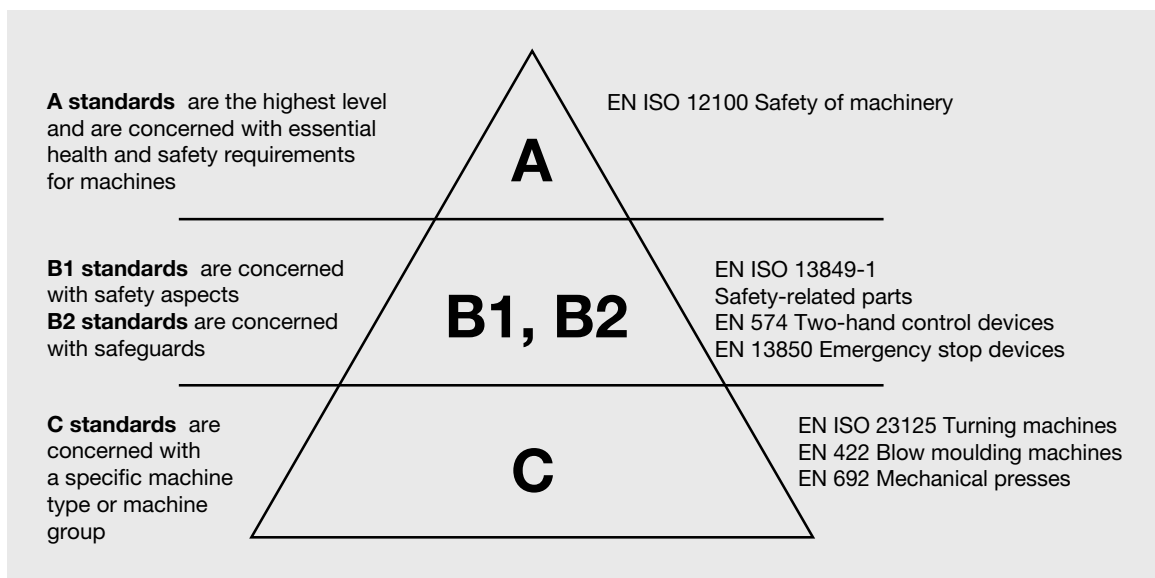 A standards are the highest level
and are concerned with essential
health and safety requirements
for machines
EN ISO 12100 Safety of machinery
A
B1 standards are concerned
with safety aspects
B2 standards are concerned
with safeguards
B1, B2
EN ISO 13849-1
Safety-related parts
EN 574 Two-hand control devices
EN 13850 Emergency stop devices
C standards are
concerned with
a specific machine
type or machine
group
C
EN ISO 23125 Turning machines
EN 422 Blow moulding machines
EN 692 Mechanical presses